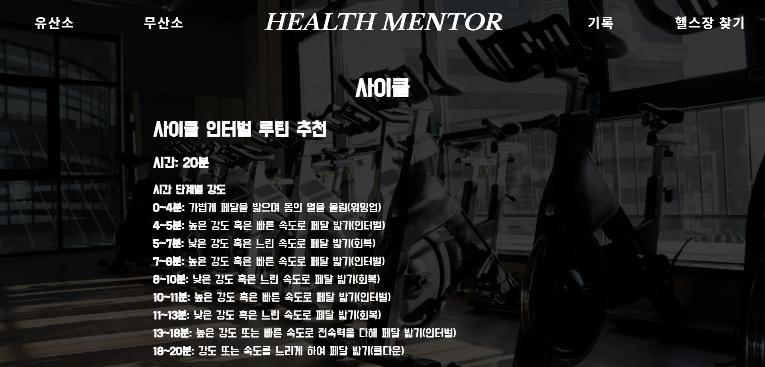 유산소 무산소 HEALTH MENTOR 기록 헬스장 찾기
사이클
사이클 인터벌 루틴 추천
시간: 20분
시간 단계별 강도
0~4분: 가볍게 페달을 밟으며 몸의 열을 올림(워밍업)
4~5분: 높은 강도 혹은 빠른 속도로 페달 밟기(인터벌)
5~7분: 낮은 강도 혹은 느린 속도로 페달 밟기(회복)
7~8분: 높은 강도 혹은 빠른 속도로 페달 밟기(인터벌)
8~10분: 낮은 강도 혹은 느린 속도로 페달 밟기(회복)
10~11분: 높은 강도 혹은 빠른 속도로 페달 밟기(인터벌)
11~13분: 낮은 강도 혹은 느린 속도로 페달 밟기(회복)
13~18분: 높은 강도 또는 빠른 속도로 전속력을 다해 페달 밟기(인터벌)
18~20분: 강도 또는 속도를 느리게 하여 페달 밟기(쿨다운)